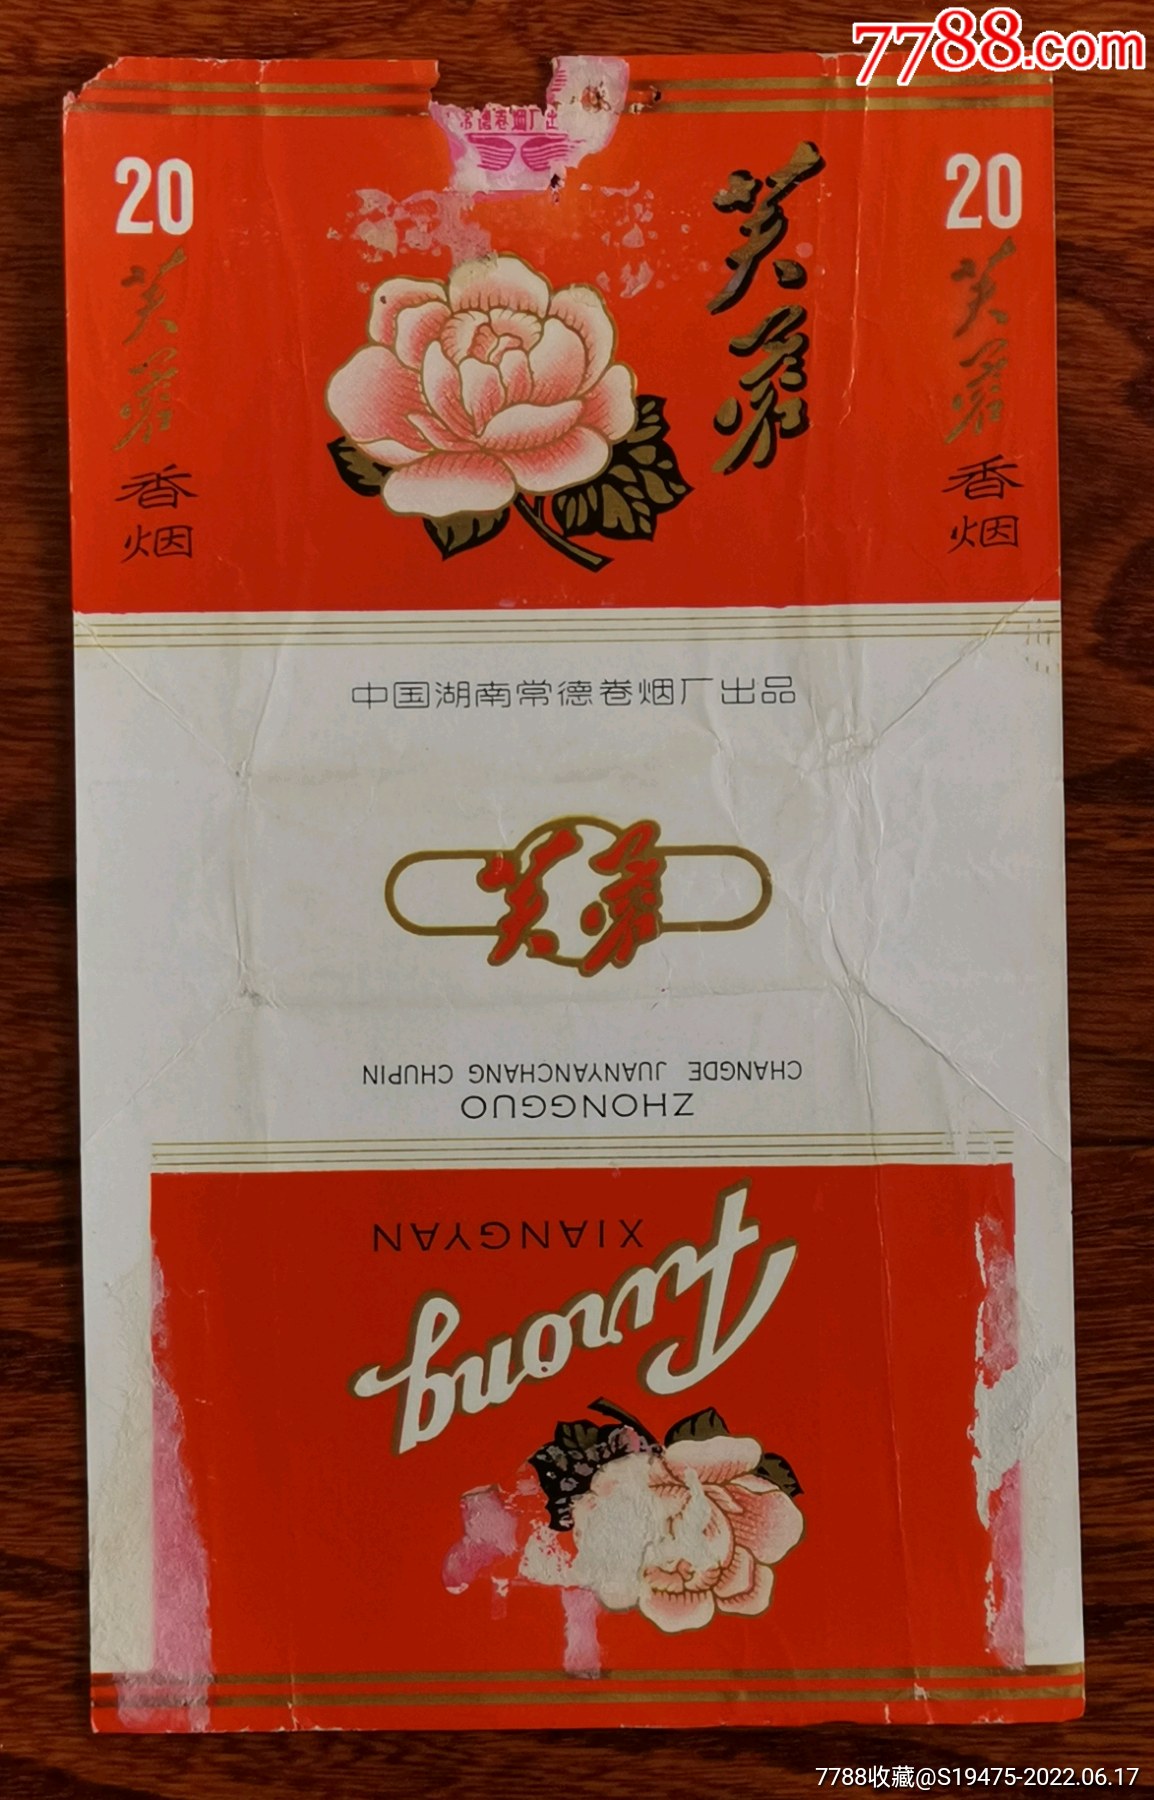 7788.com
常德卷烟厂出
20
芙蓉
香烟
芙蓉
20
芙蓉
香烟
中国湖南常德卷烟厂出品
芙蓉
ZHONGGUO
CHANGDE JUANYANCHANG CHUPIN
Furong
XIANGYAN
7788收藏@S19475-2022.06.17